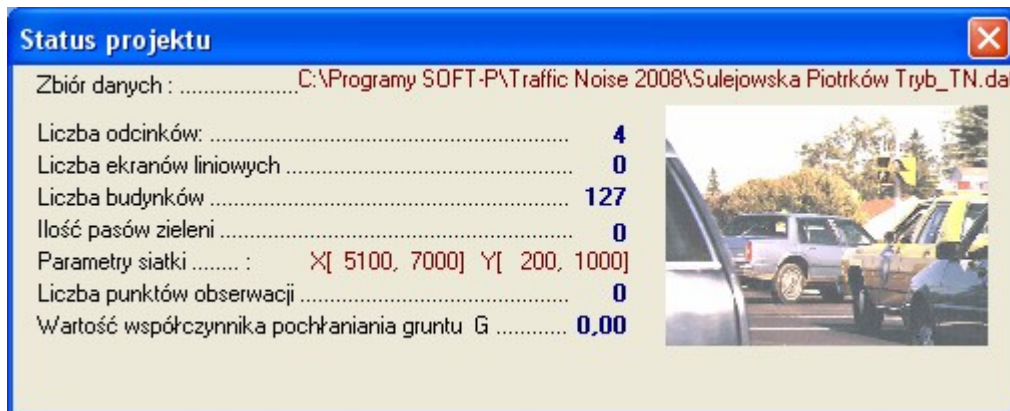 Status projektu
Zbiór danych : .................... C:\Programy SOFT-P\Traffic Noise 2008\Sulejowska Piotrków Tryb_TN.da
Liczba odcinków: ............................................................. 4
Liczba ekranów liniowych ................................................ 0
Liczba budynków ............................................................. 127
Ilość pasów zieleni ........................................................... 0
Parametry siatki ........ : X[ 5100, 7000] Y[ 200, 1000]
Liczba punktów obserwacji .............................................. 0
Wartość współczynnika pochłaniania gruntu G ............ 0,00